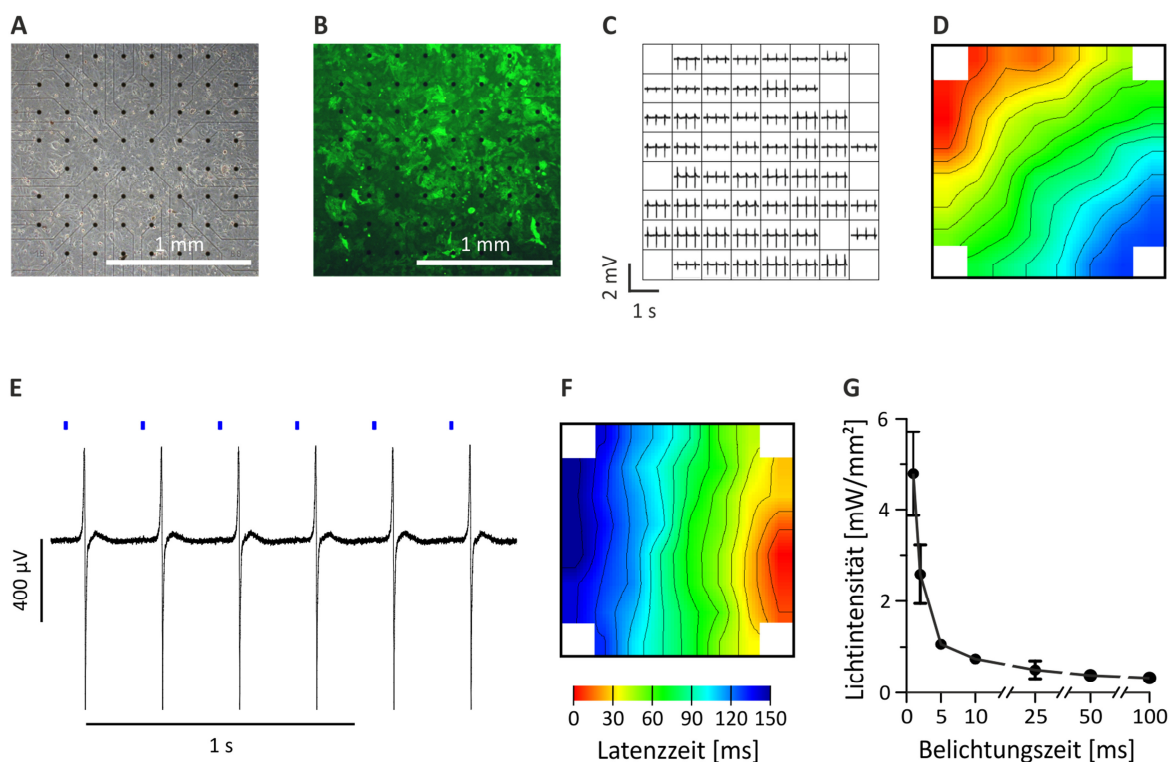 A
B
C
D
1 mm
1 mm
2 mV
1 s
E
F
G
400 µV
1 s
0 30 60 90 120 150
Latenzzeit [ms]
Lichtintensität [mW/mm²]
6
4
2
0
0 5 10 25 50 100
Belichtungszeit [ms]